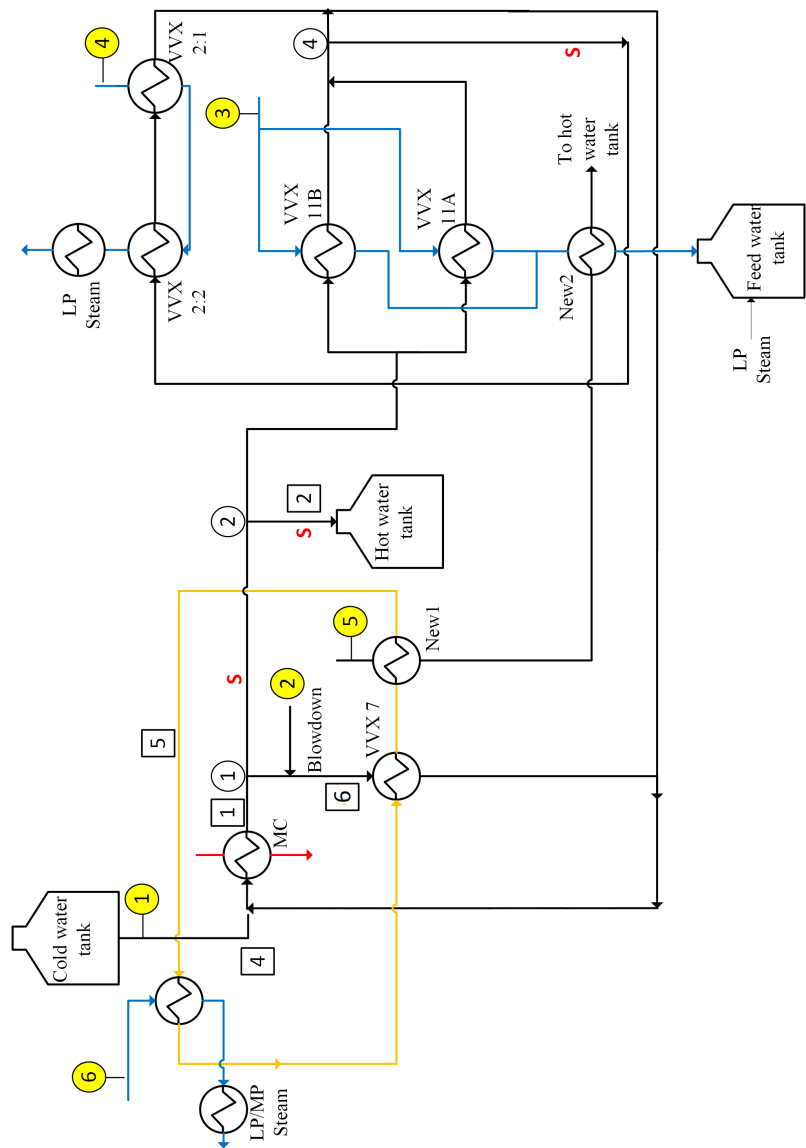 6
4
Cold water
tank
LP
Steam
1
5
VVX
2:2
VVX
2:1
4
1
1
2
3
S
LP/MP
Steam
MC
2
Blowdown
S
2
VVX
11B
4
6
5
VVX 7
Hot water
tank
New1
VVX
11A
S
New2
To hot
water
tank
LP
Steam
Feed water
tank